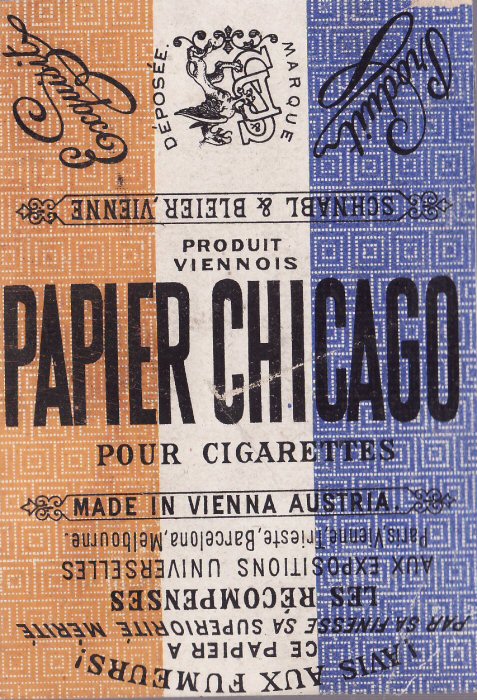 Produit Exquisit
MARQUE DÉPOSÉE.
SCHNABL & BLEIER, VIENNE
PRODUIT
VIENNOIS
PAPIER CHICAGO
POUR CIGARETTES
MADE IN VIENNA AUSTRIA.
! AVIS AUX FUMEURS!
CE PAPIER A
PAR SA FINESSE SA SUPERIORITÉ MÉRITÉ
LES RÉCOMPENSES
AUX EXPOSITIONS UNIVERSELLES
Paris,Vienne,Trieste,Barcelona,Melbourne.